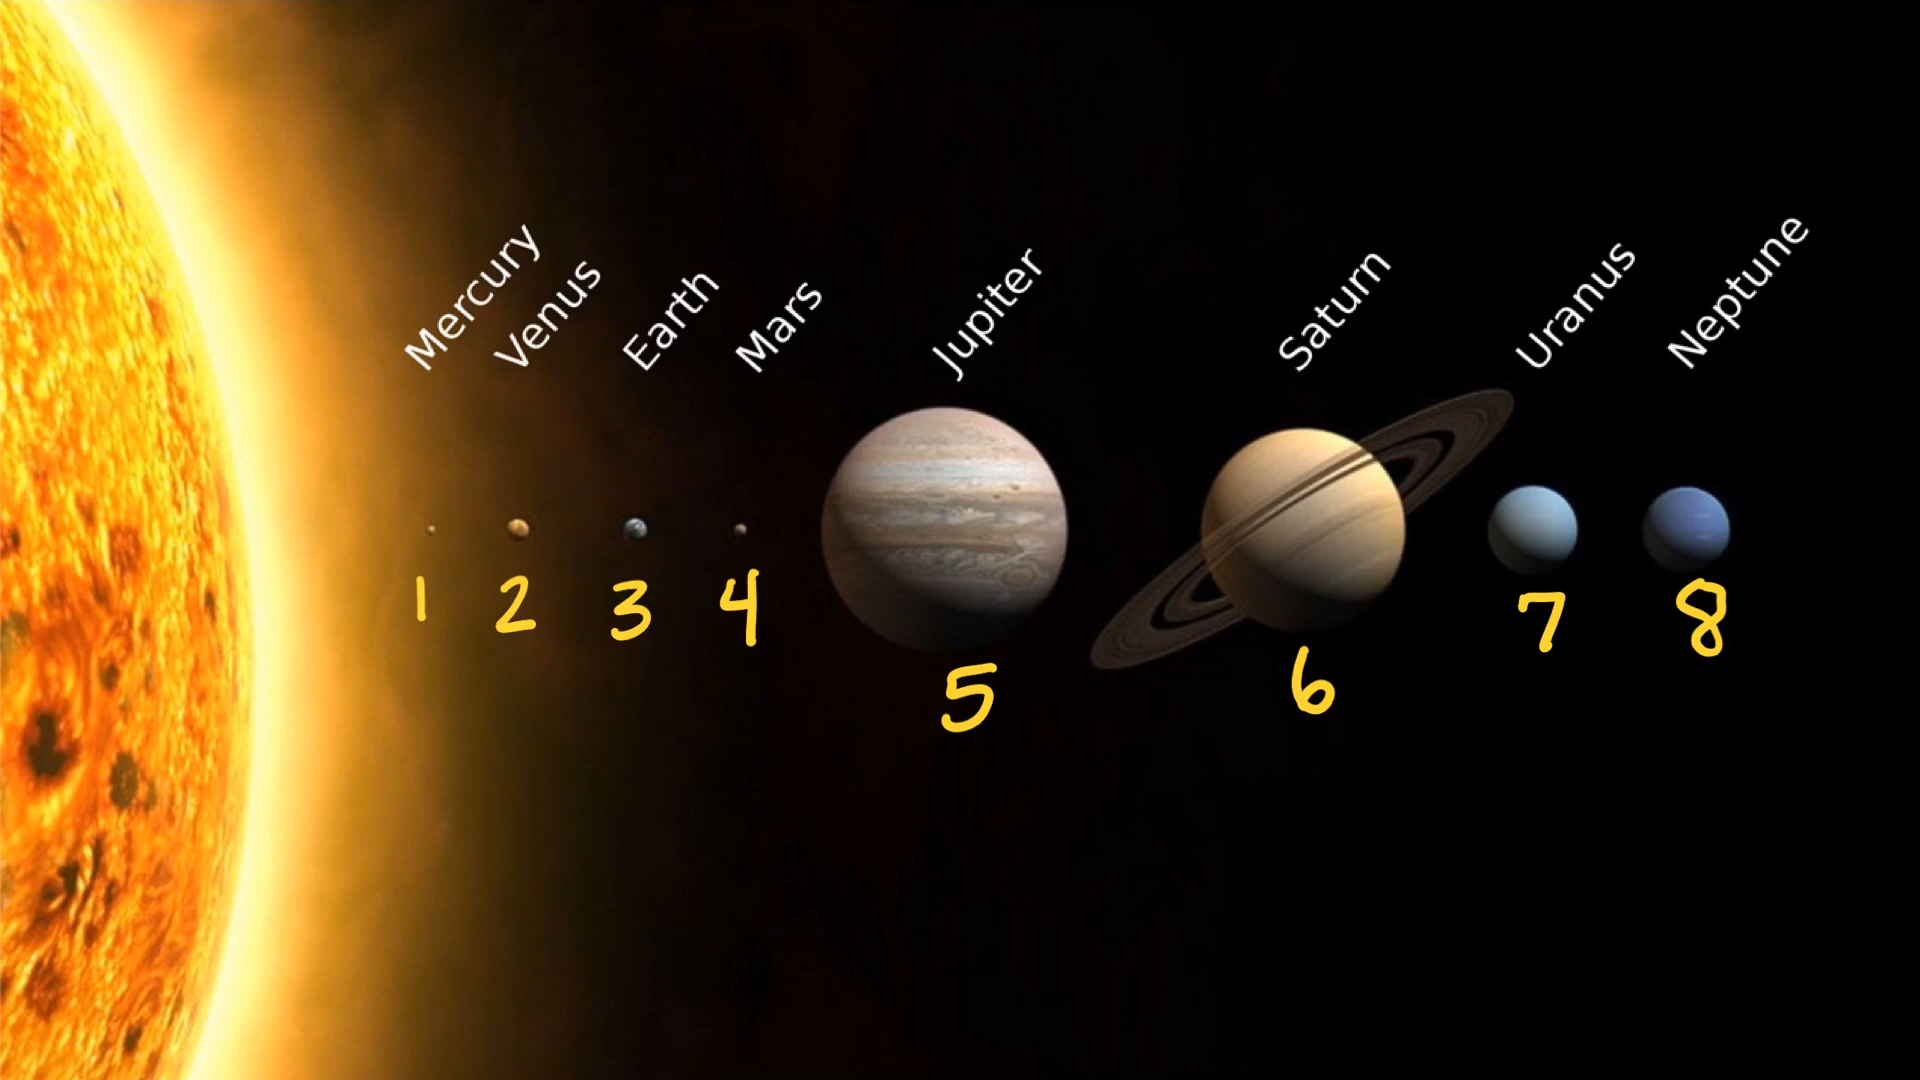 Mercury
Venus
Earth
Mars
Jupiter
Saturn
Uranus
Neptune
1
2
3
4
5
6
7
8